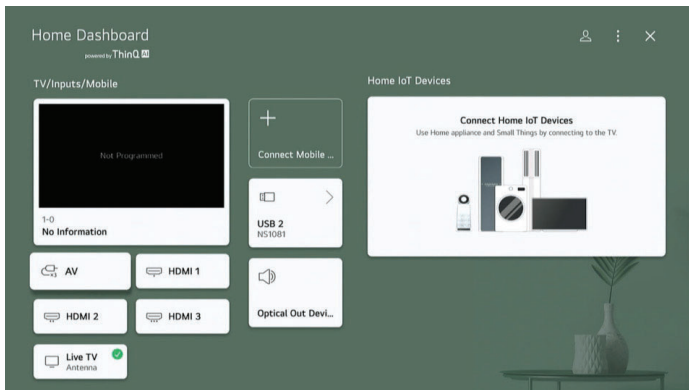 Home Dashboard
powered by ThinQ AI
TV/Inputs/Mobile
Not Programmed
1-0
No Information
AV
HDMI 1
HDMI 2
HDMI 3
Live TV
Antenna
Connect Mobile ...
USB 2
NS1081
Optical Out Devi...
Home IoT Devices
Connect Home IoT Devices
Use Home appliance and Small Things by connecting to the TV.